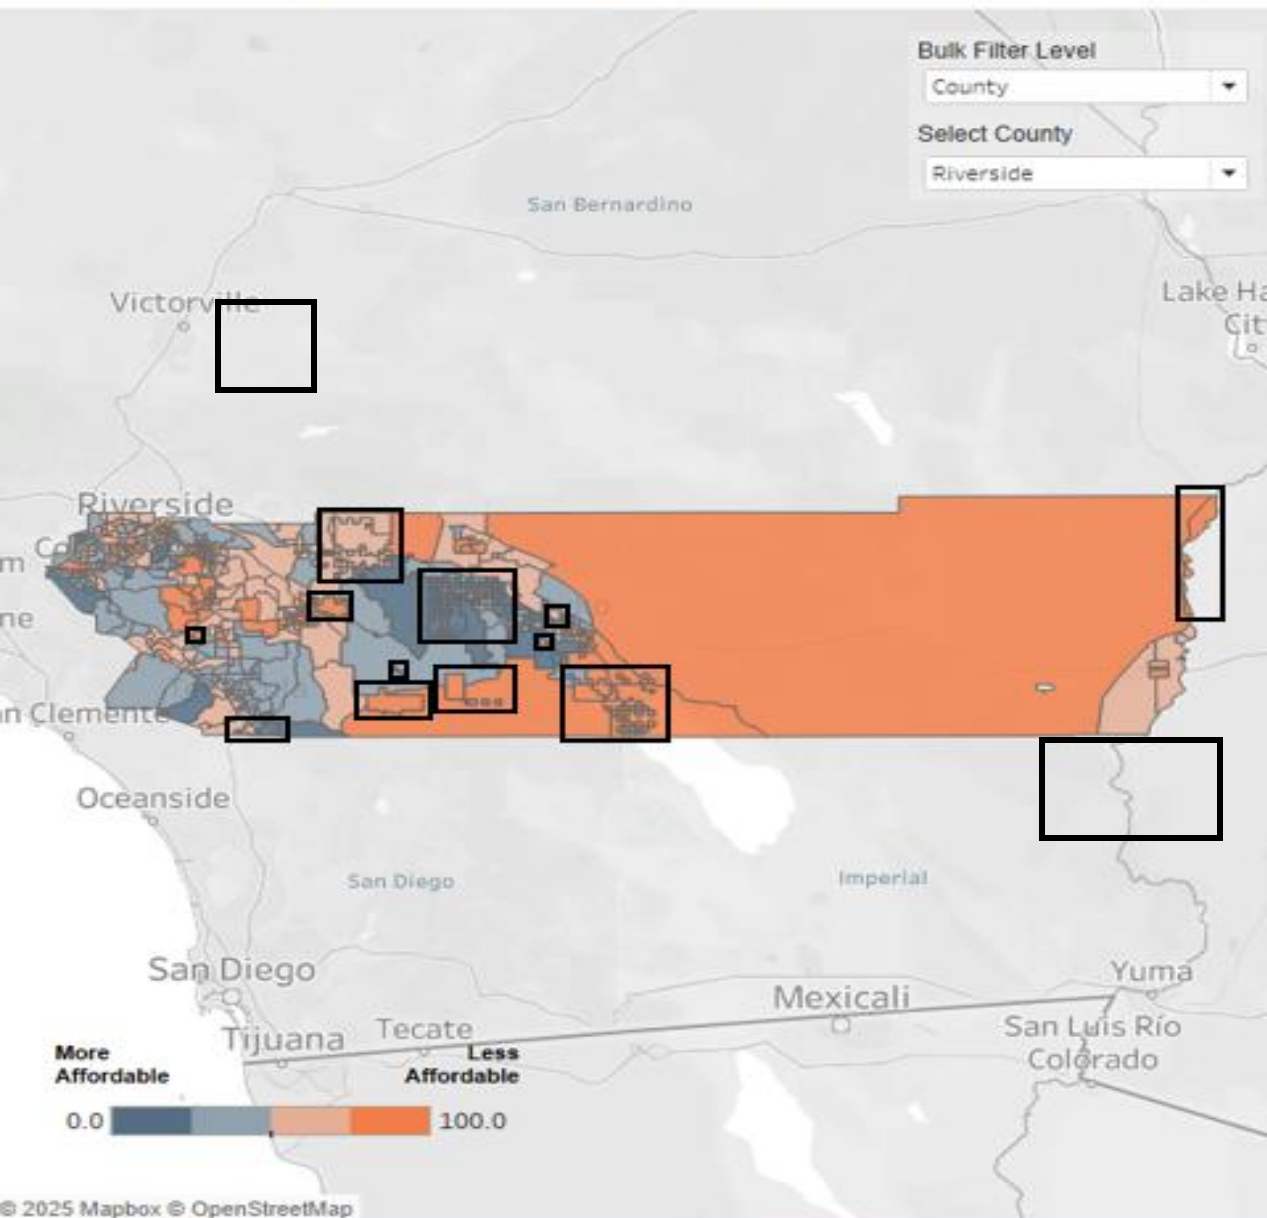 Bulk Filter Level
County
Select County
Riverside
San Bernardino
Victorville
Lake Ha
Cit
Riverside
m
ne
n Clemente
Oceanside
San Diego
Imperial
San Diego
Yuma
Mexicali
Tijuana
Tecate
San Luis Río
Colorado
More
Affordable
Less
Affordable
0.0
100.0
© 2025 Mapbox © OpenStreetMap